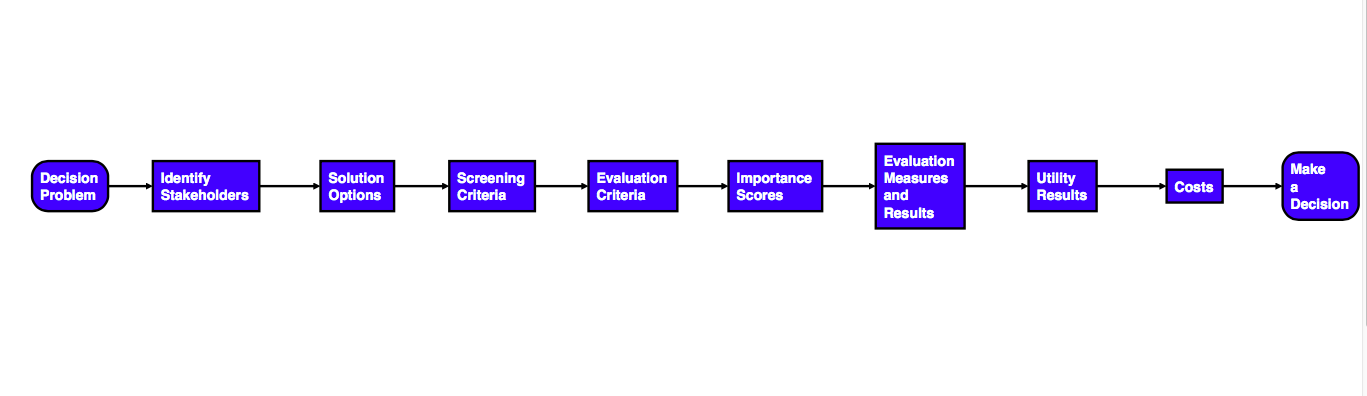 Decision
Problem
Identify
Stakeholders
Solution
Options
Screening
Criteria
Evaluation
Criteria
Importance
Scores
Evaluation
Measures
and
Results
Utility
Results
Costs
Make
a
Decision